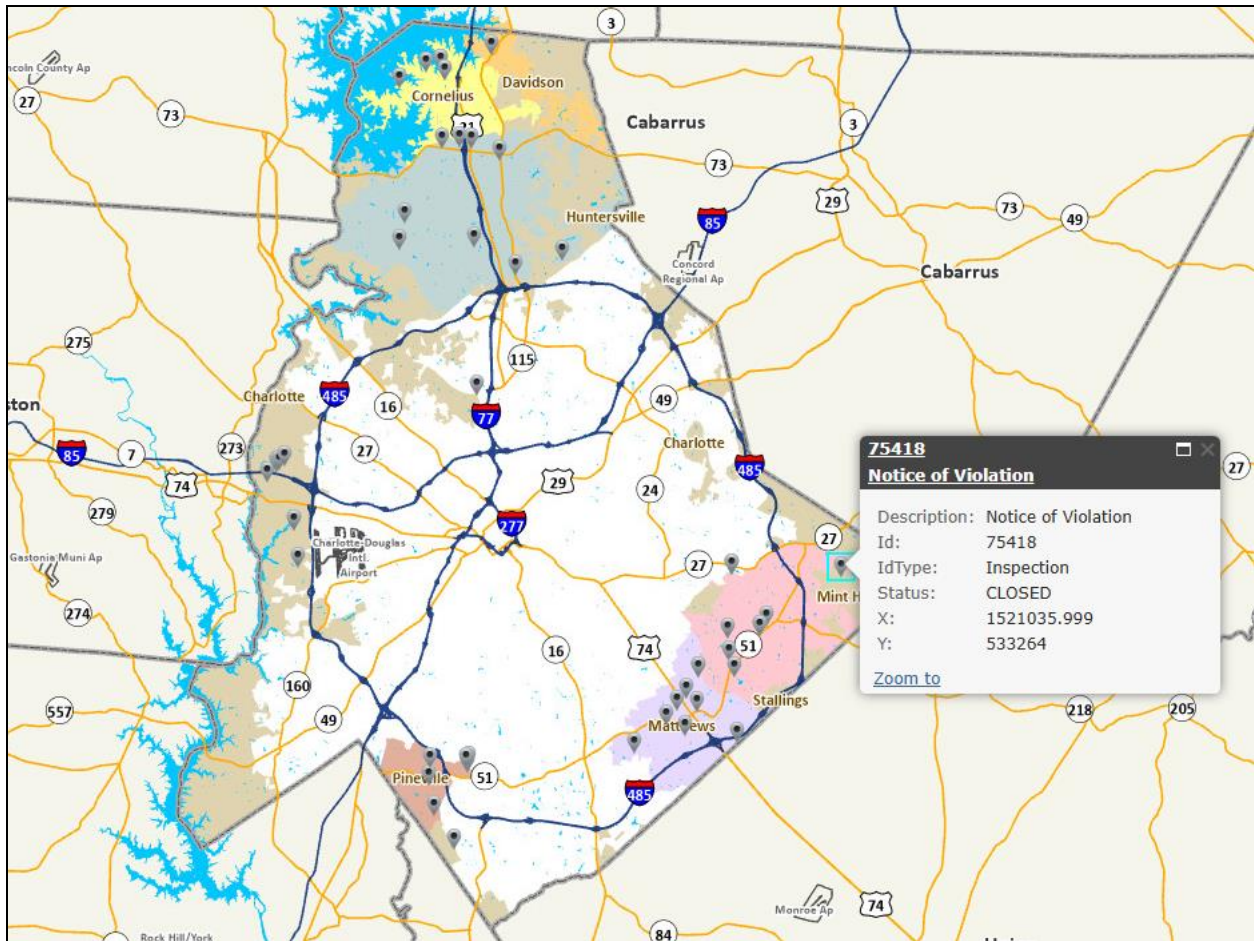 3
ncoln County Ap
Davidson
27
Cornelius
73
21
Cabarrus
3
73
29
73
49
Huntersville
85
Concord
Regional Ap
Cabarrus
275
115
Charlotte
485
16
49
ston
77
273
27
Charlotte
85
7
74
29
24
485
27
279
277
Charlotte-Douglas
Intl.
Airport
Gastonia Muni Ap
27
27
Mint H
274
16
74
51
160
Stallings
557
49
Matthews
218
205
Pineville
51
485
Monroe Ap
74
84
Rock Hill/York
75418
Notice of Violation
Description: Notice of Violation
Id: 75418
IdType: Inspection
Status: CLOSED
X: 1521035.999
Y: 533264
Zoom to